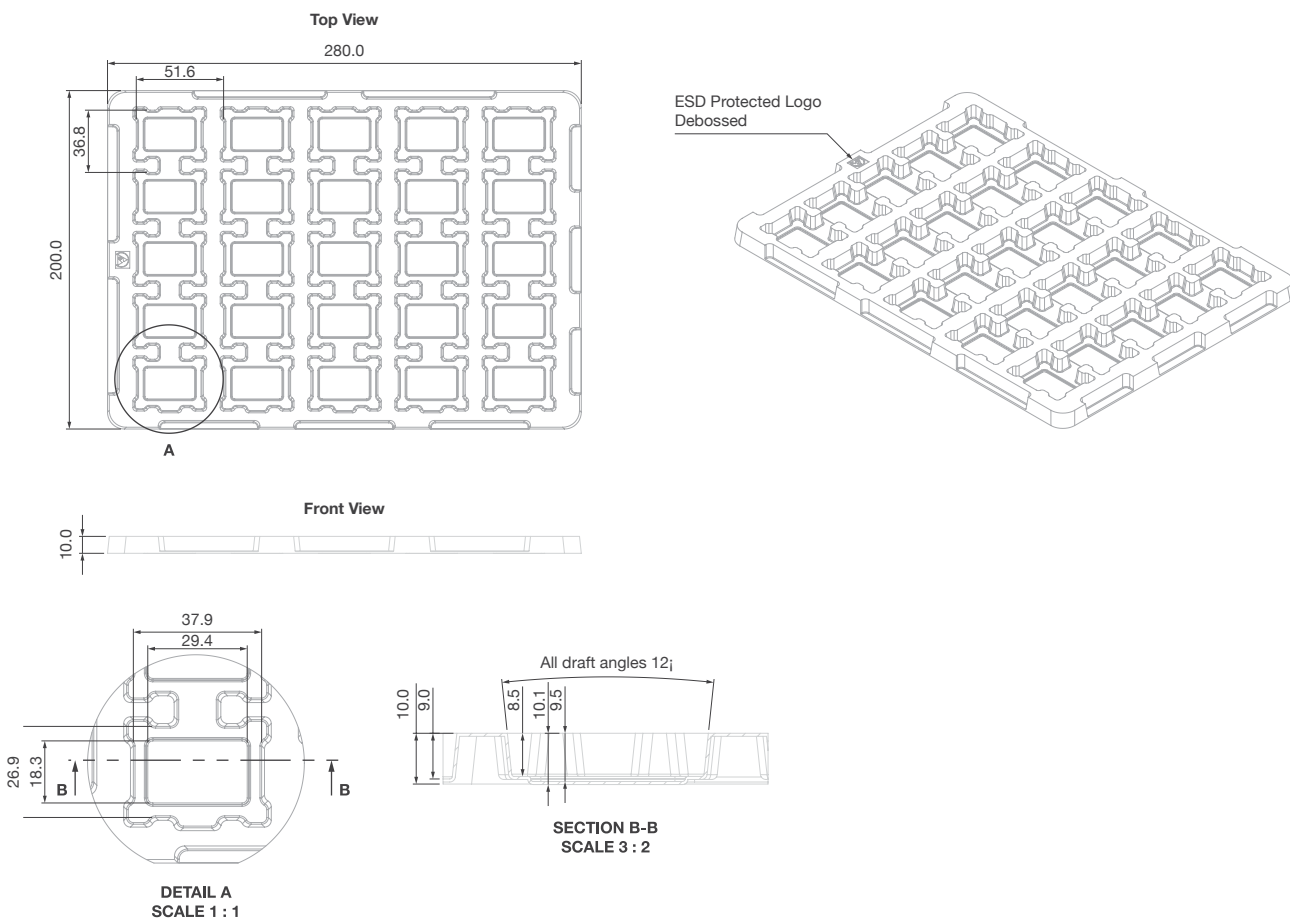 Top View
280.0
51.6
36.8
200.0
A
ESD Protected Logo
Debossed
Front View
10.0
37.9
29.4
26.9
18.3
B
B
DETAIL A
SCALE 1 : 1
All draft angles 12¡
10.0
9.0
8.5
10.1
9.5
SECTION B-B
SCALE 3 : 2